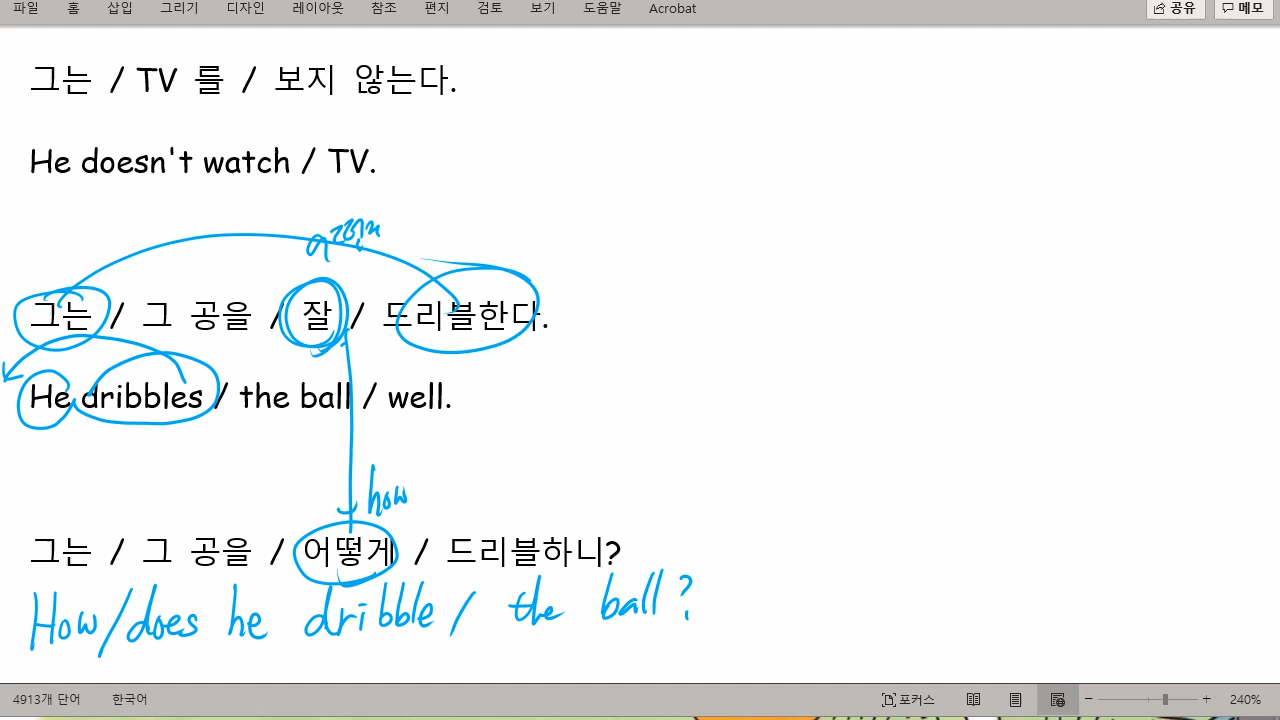 파일 홈 삽입 그리기 디자인 레이아웃 참조 편지 검토 보기 도움말 Acrobat 공유 메모
그는 / TV 를 / 보지 않는다.
He doesn't watch / TV.
그는 / 그 공을 / 잘 / 드리블한다.
He dribbles / the ball / well.
how
그는 / 그 공을 / 어떻게 / 드리블하니?
How/does he dribble / the ball?
4913개 단어 한국어 포커스 240%